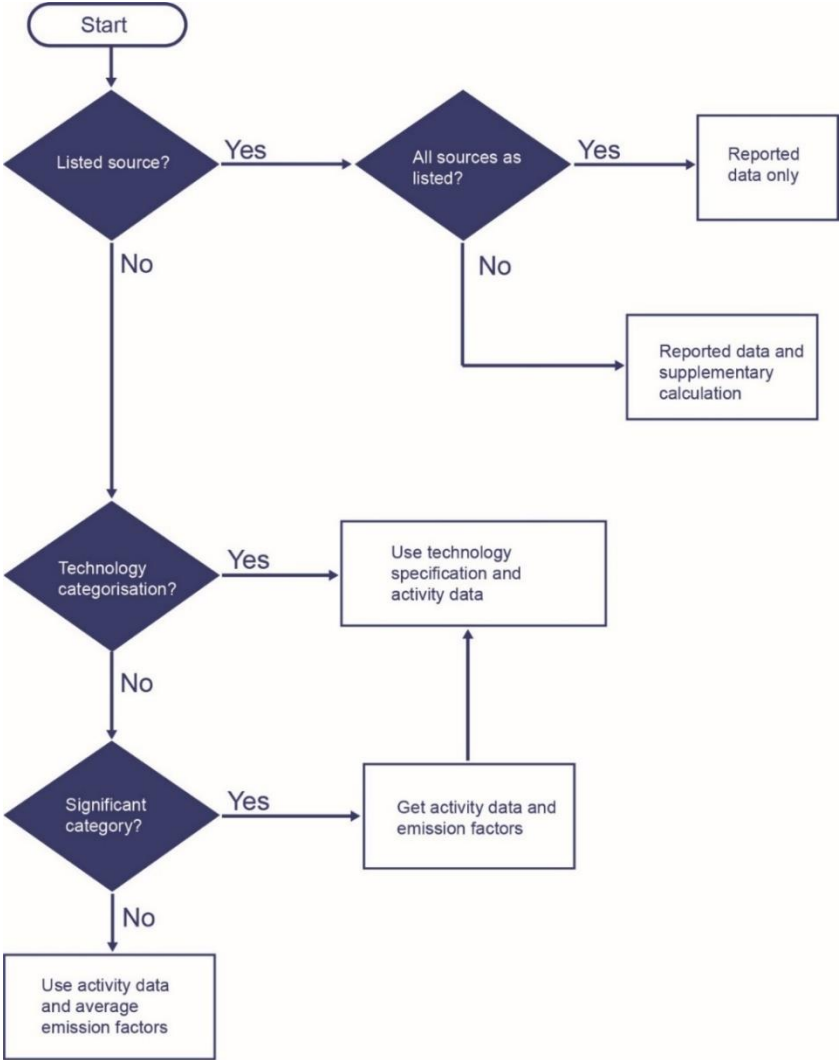 Start
Listed source?
Yes
All sources as
listed?
Yes
Reported
data only
No
No
Reported data and
supplementary
calculation
Technology
categorisation?
Yes
Use technology
specification and
activity data
No
Significant
category?
Yes
Get activity data and
emission factors
No
Use activity data
and average
emission factors